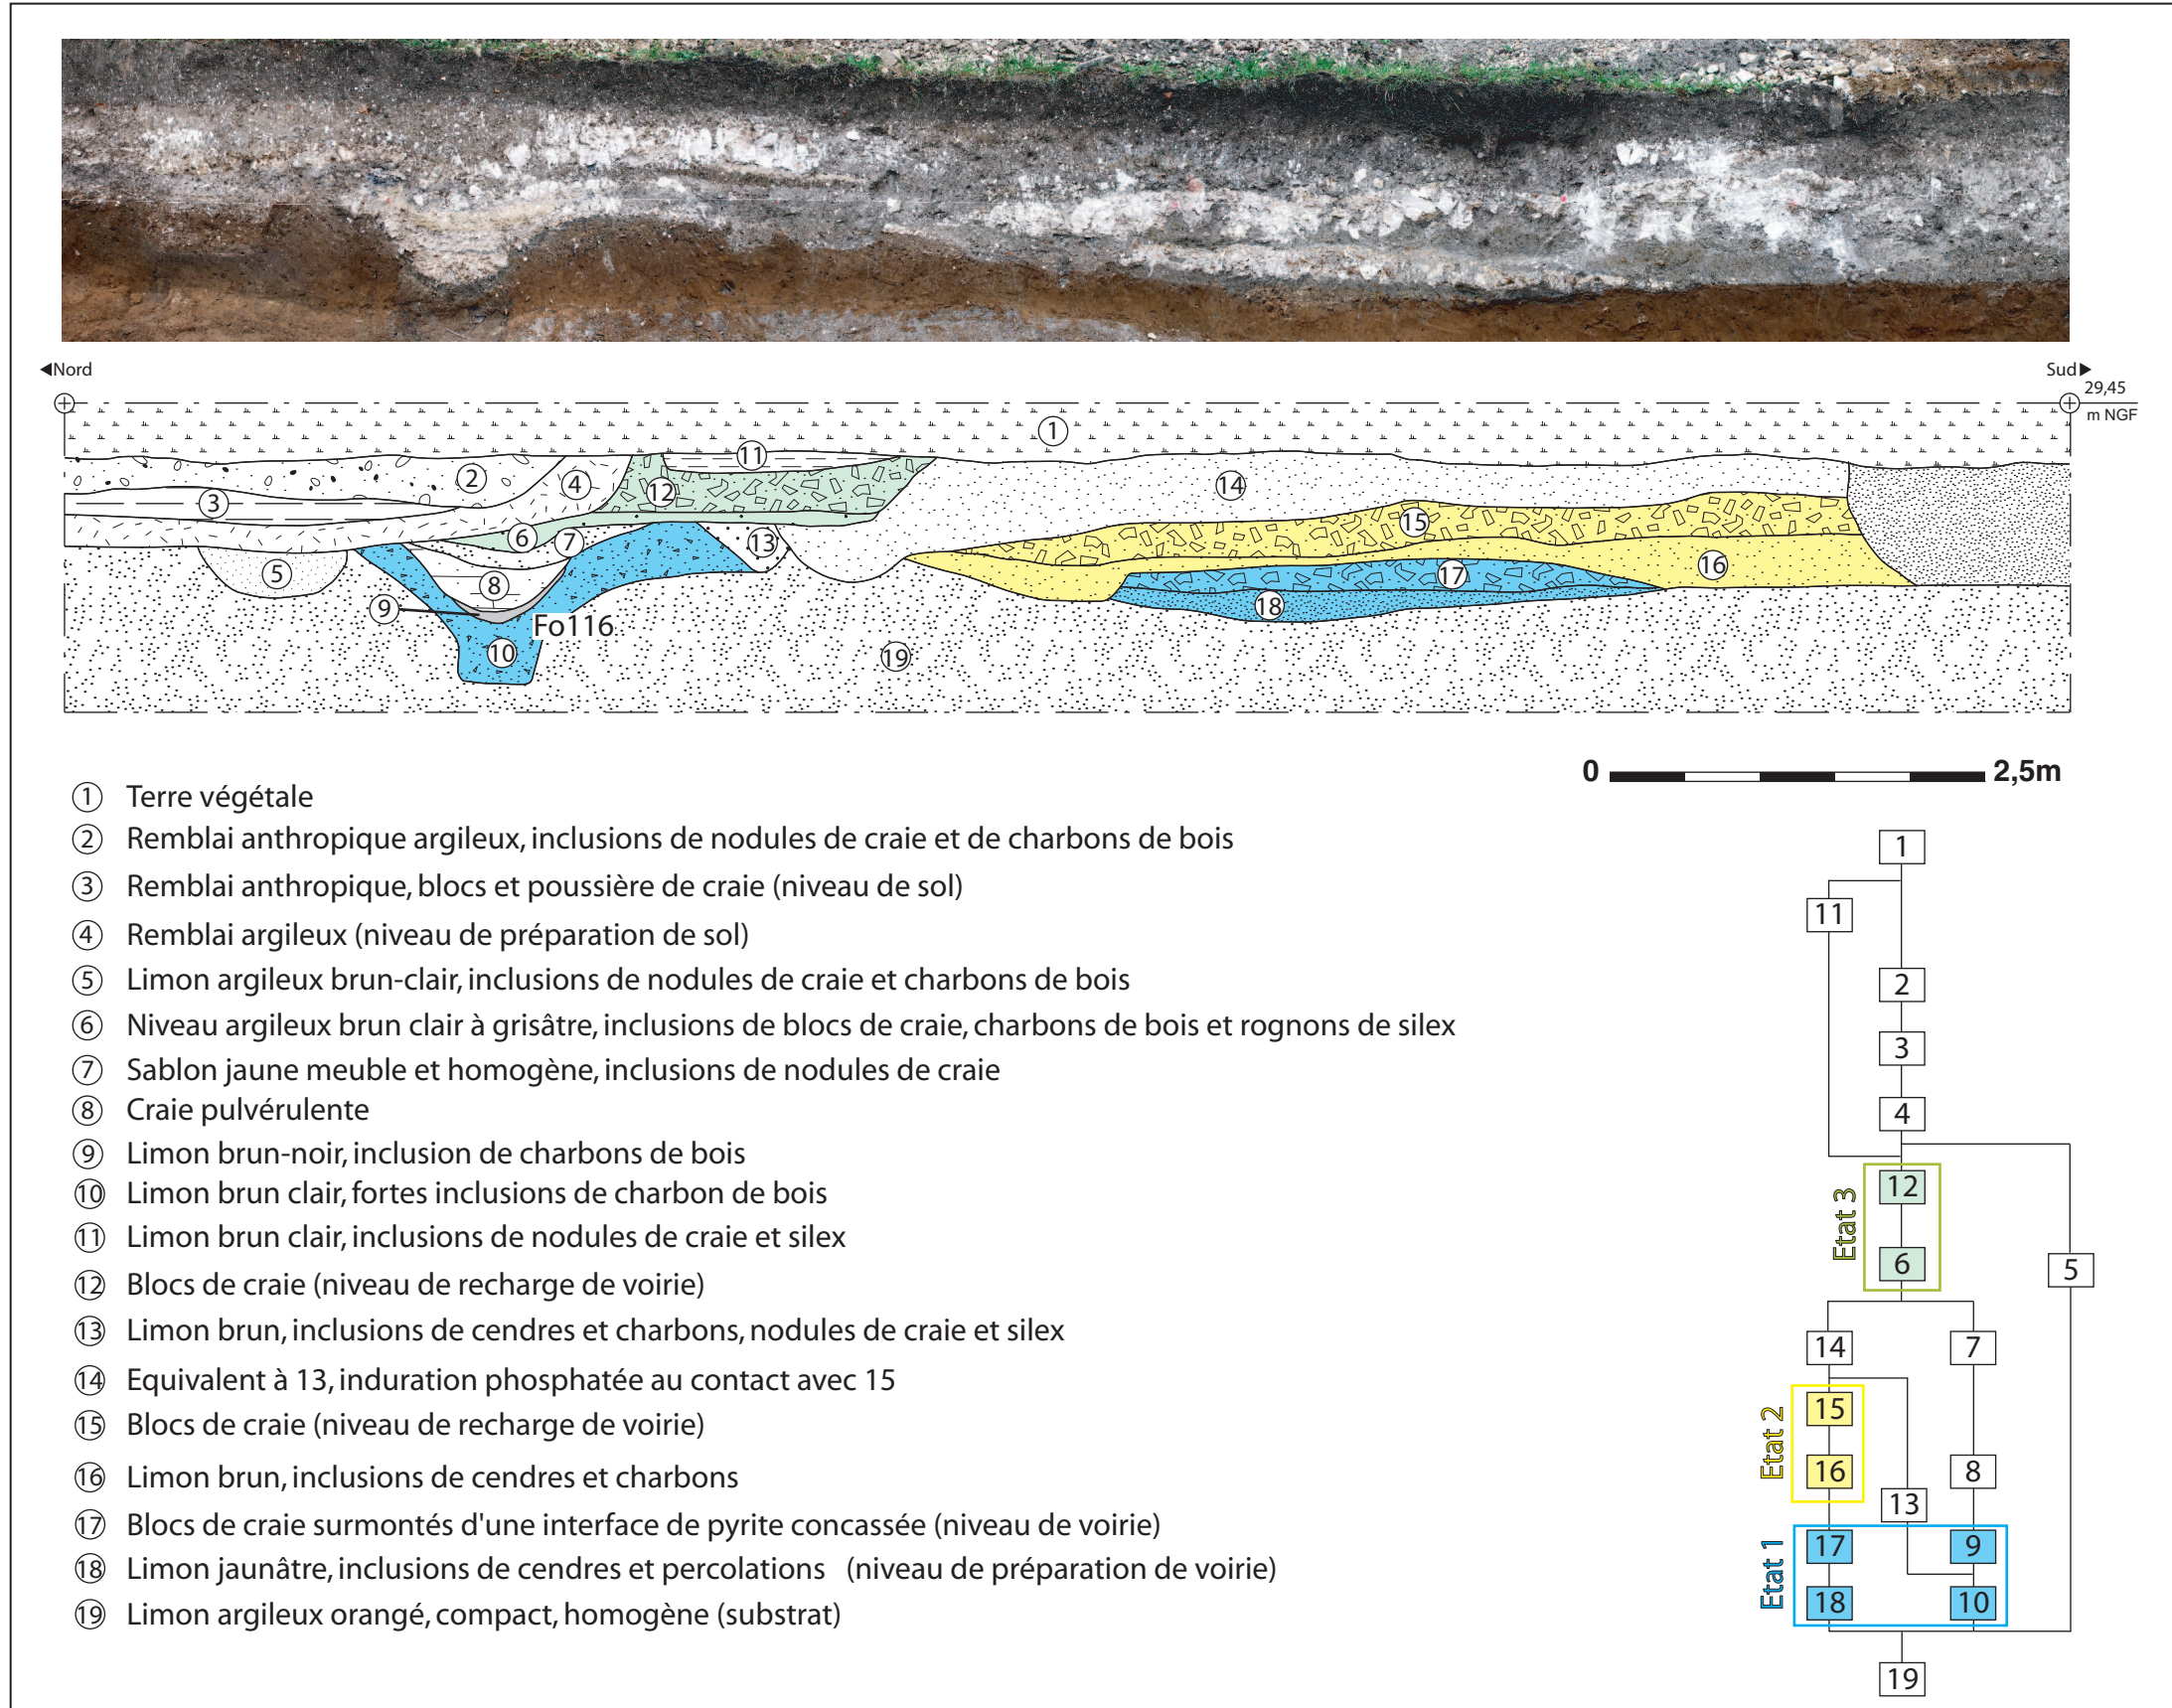 ◀Nord
Sud▶
29,45
m NGF
1
11
2
4
12
3
14
15
6
7
13
5
8
16
17
9
18
Fo116
10
19
0 2,5m
① Terre végétale
② Remblai anthropique argileux, inclusions de nodules de craie et de charbons de bois
③ Remblai anthropique, blocs et poussière de craie (niveau de sol)
④ Remblai argileux (niveau de préparation de sol)
⑤ Limon argileux brun-clair, inclusions de nodules de craie et charbons de bois
⑥ Niveau argileux brun clair à grisâtre, inclusions de blocs de craie, charbons de bois et rognons de silex
⑦ Sablon jaune meuble et homogène, inclusions de nodules de craie
⑧ Craie pulvérulente
⑨ Limon brun-noir, inclusion de charbons de bois
⑩ Limon brun clair, fortes inclusions de charbon de bois
⑪ Limon brun clair, inclusions de nodules de craie et silex
⑫ Blocs de craie (niveau de recharge de voirie)
⑬ Limon brun, inclusions de cendres et charbons, nodules de craie et silex
⑭ Equivalent à 13, induration phosphatée au contact avec 15
⑮ Blocs de craie (niveau de recharge de voirie)
⑯ Limon brun, inclusions de cendres et charbons
⑰ Blocs de craie surmontés d'une interface de pyrite concassée (niveau de voirie)
⑱ Limon jaunâtre, inclusions de cendres et percolations (niveau de préparation de voirie)
⑲ Limon argileux orangé, compact, homogène (substrat)
1
11
2
3
4
Etat 3
12
6
5
14
7
Etat 2
15
16
8
13
Etat 1
17
9
18
10
19